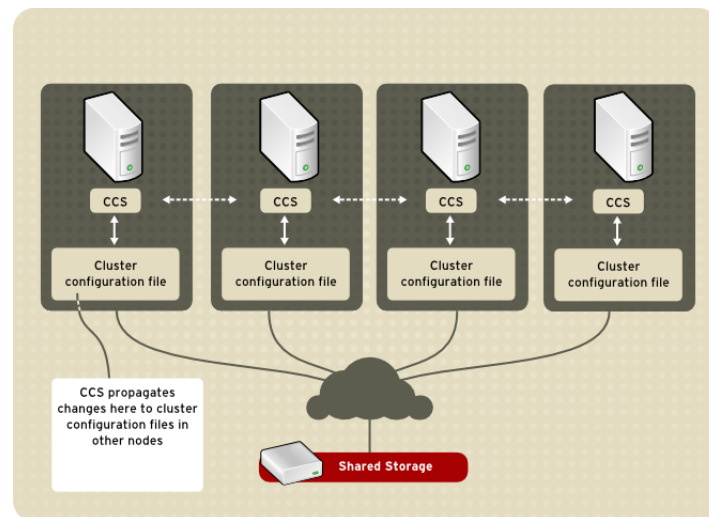 CCS
CCS
CCS
CCS
Cluster
configuration file
Cluster
configuration file
Cluster
configuration file
Cluster
configuration file
CCS propagates
changes here to cluster
configuration files in
other nodes
Shared Storage